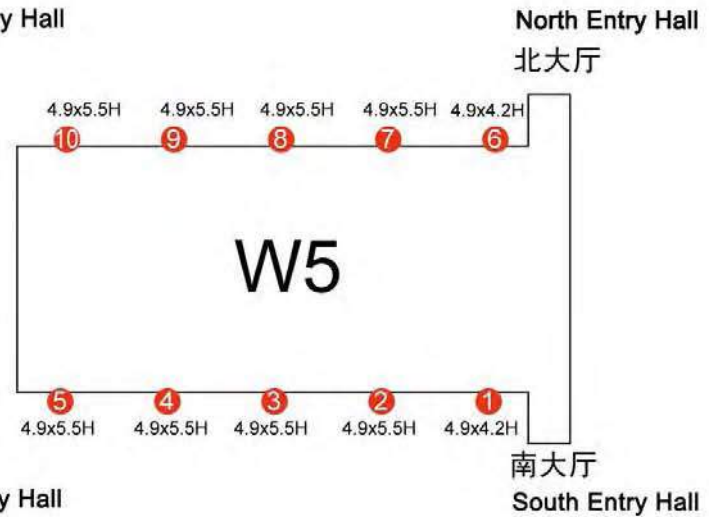 y Hall
North Entry Hall
北大厅
4.9x5.5H 4.9x5.5H 4.9x5.5H 4.9x5.5H 4.9x4.2H
10 9 8 7 6
W5
5 4 3 2 1
4.9x5.5H 4.9x5.5H 4.9x5.5H 4.9x5.5H 4.9x4.2H
南大厅
y Hall
South Entry Hall